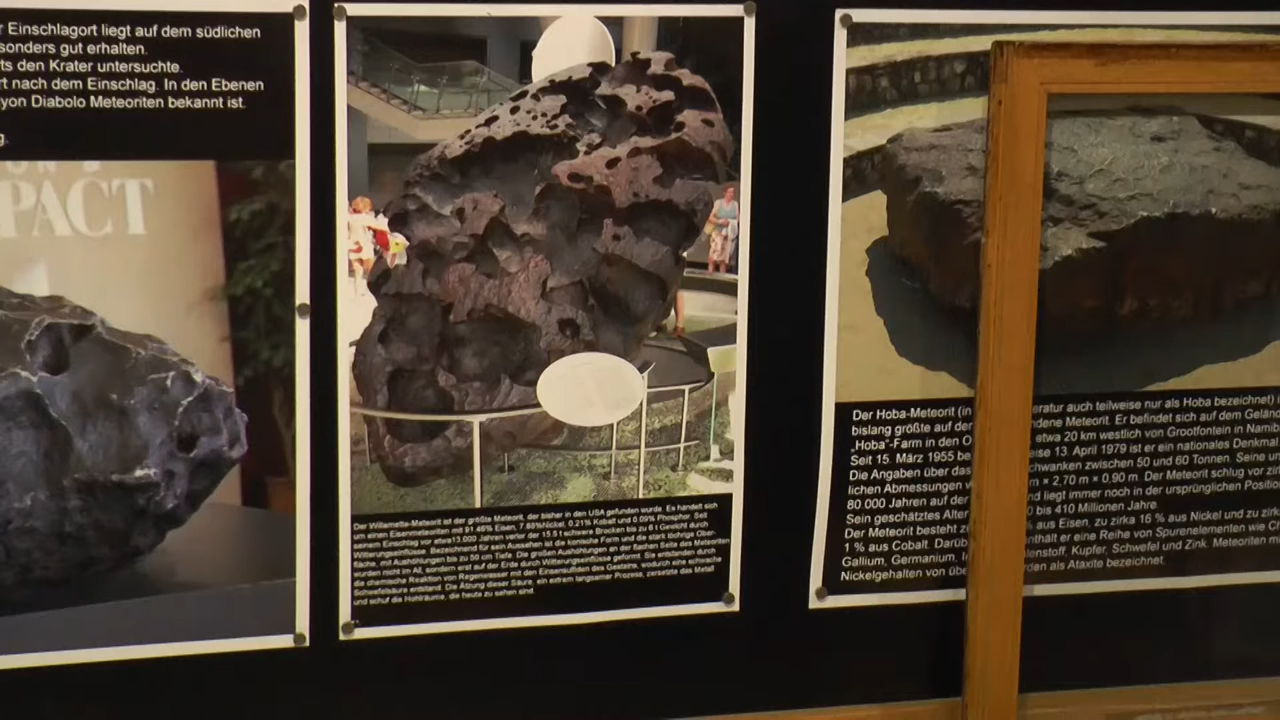 r Einschlagort liegt auf dem südlichen
sonders gut erhalten.
ts den Krater untersuchte.
rt nach dem Einschlag. In den Ebenen
yon Diabolo Meteoriten bekannt ist.
g.
PACT
Der Willamette-Meteorit ist der größte Meteorit, der bisher in den USA gefunden wurde. Es handelt sich
um einen Eisenmeteoriten mit 91.46% Eisen, 7.68%Nickel, 0.21% Kobalt und 0.09% Phosphor. Seit
seinem Einschlag vor etwa13.000 Jahren verlor der 15.5 t schwere Brocken bis zu 6 t Gewicht durch
Witterungseinflüsse. Bezeichnend für sein Aussehen ist die konische Form und die stark löchrige Ober-
fläche, mit Aushöhlungen bis zu 50 cm Tiefe. Die großen Aushöhlungen an der flachen Seite des Meteoriten
wurden nicht im All, sondern erst auf der Erde durch Witterungseinflüsse geformt. Sie entstanden durch
die chemische Reaktion von Regenwasser mit den Eisensulfiden des Gesteins, wodurch eine schwache
Schwefelsäure entstand. Die Ätzung dieser Säure, ein extrem langsamer Prozess, zersetzte das Metall
und schuf die Hohlräume, die heute zu sehen sind.
Der Hoba-Meteorit (in eratur auch teilweise nur als Hoba bezeichnet) i
bislang größte auf der ndene Meteorit. Er befindet sich auf dem Gelän
„Hoba"-Farm in den O etwa 20 km westlich von Grootfontein in Namib
Seit 15. März 1955 be ise 13. April 1979 ist er ein nationales Denkmal
Die Angaben über das chwanken zwischen 50 und 60 Tonnen. Seine un
lichen Abmessungen m × 2,70 m × 0,90 m. Der Meteorit schlug vor
80.000 Jahren auf der nd liegt immer noch in der ursprünglichen Position
Sein geschätztes Alter 0 bis 410 Millionen Jahre.
Der Meteorit besteht z % aus Eisen, zu zirka 16 % aus Nickel und zu zirk
1 % aus Cobalt. Darüb nthält er eine Reihe von Spurenelementen wie
Gallium, Germanium, I lenstoff, Kupfer, Schwefel und Zink. Meteoriten mi
Nickelgehalten von übe rden als Ataxite bezeichnet.